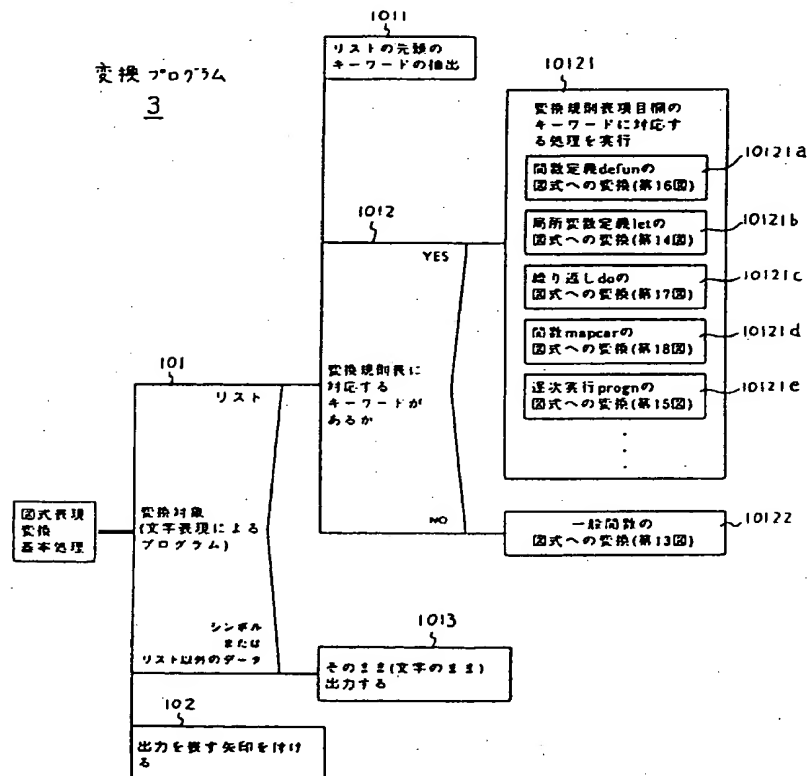 変換プログラム
3
1011
リストの先頭の
キーワードの抽出
10121
変換規則表項目欄の
キーワードに対応す
る処理を実行
関数定義defunの
図式への変換(第16図)
10121a
局所変数定義letの
図式への変換(第14図)
10121b
繰り返しdoの
図式への変換(第17図)
10121c
関数mapcarの
図式への変換(第18図)
10121d
逐次実行prognの
図式への変換(第15図)
10121e
1012
YES
変換規則表に
対応する
キーワードが
あるか
NO
一般関数の
図式への変換(第13図)
10122
101
リスト
図式表現
変換
基本処理
変換対象
(文字表現による
プログラム)
シンボル
または
リスト以外のデータ
1013
そのまま(文字のまま)
出力する
102
出力を表す矢印を付け
る